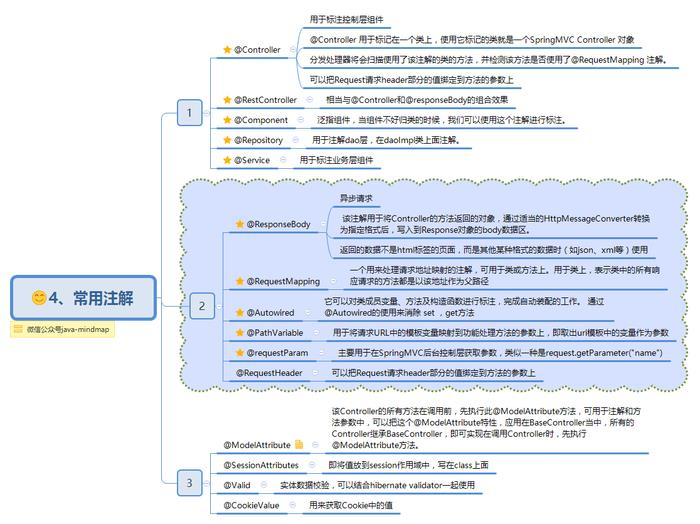 用于标注控制层组件
@Controller
@Controller 用于标记在一个类上，使用它标记的类就是一个SpringMVC Controller 对象
分发处理器将会扫描使用了该注解的类的方法，并检测该方法是否使用了@RequestMapping 注解。
可以把Request请求header部分的值绑定到方法的参数上
1
@RestController
相当与@Controller和@responseBody的组合效果
@Component
泛指组件，当组件不好归类的时候，我们可以使用这个注解进行标注。
@Repository
用于注解dao层，在daoImpl类上面注解。
@Service
用于标注业务层组件
异步请求
@ResponseBody
该注解用于将Controller的方法返回的对象，通过适当的HttpMessageConverter转换
为指定格式后，写入到Response对象的body数据区。
返回的数据不是html标签的页面，而是其他某种格式的数据时（如json、xml等）使用
@RequestMapping
一个用来处理请求地址映射的注解，可用于类或方法上。用于类上，表示类中的所有响
应请求的方法都是以该地址作为父路径
4、常用注解
微信公众号java-mindmap
2
@Autowired
它可以对类成员变量、方法及构造函数进行标注，完成自动装配的工作。 通过
@Autowired的使用来消除 set ，get方法
@PathVariable
用于将请求URL中的模板变量映射到功能处理方法的参数上，即取出url模板中的变量作为参数
@requestParam
主要用于在SpringMVC后台控制层获取参数，类似一种是request.getParameter("name")
@RequestHeader
可以把Request请求header部分的值绑定到方法的参数上
@ModelAttribute
该Controller的所有方法在调用前，先执行此@ModelAttribute方法，可用于注解和方
法参数中，可以把这个@ModelAttribute特性，应用在BaseController当中，所有的
Controller继承BaseController，即可实现在调用Controller时，先执行
@ModelAttribute方法。
3
@SessionAttributes
即将值放到session作用域中，写在class上面
@Valid
实体数据校验，可以结合hibernate validator一起使用
@CookieValue
用来获取Cookie中的值